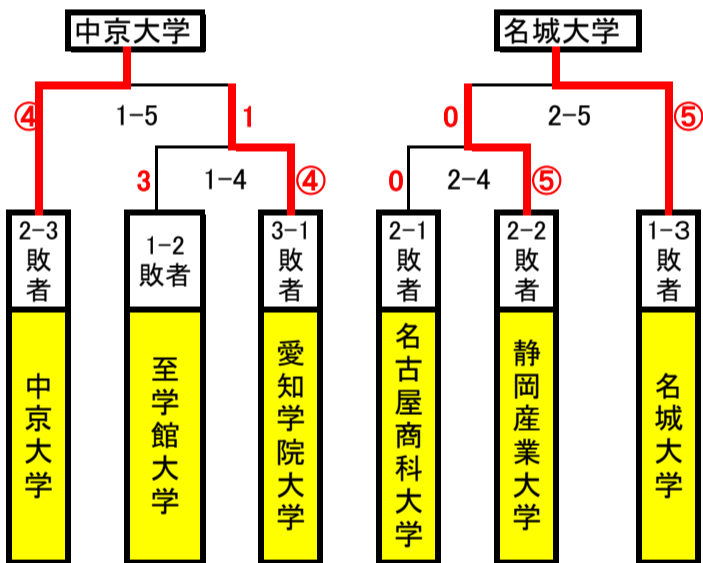 中京大学
名城大学
④
1-5
1
0
2-5
⑤
3
1-4
④
0
2-4
⑤
2-3
敗者
1-2
敗者
3-1
敗者
2-1
敗者
2-2
敗者
1-3
敗者
中京大学
至学館大学
愛知学院大学
名古屋商科大学
静岡産業大学
名城大学